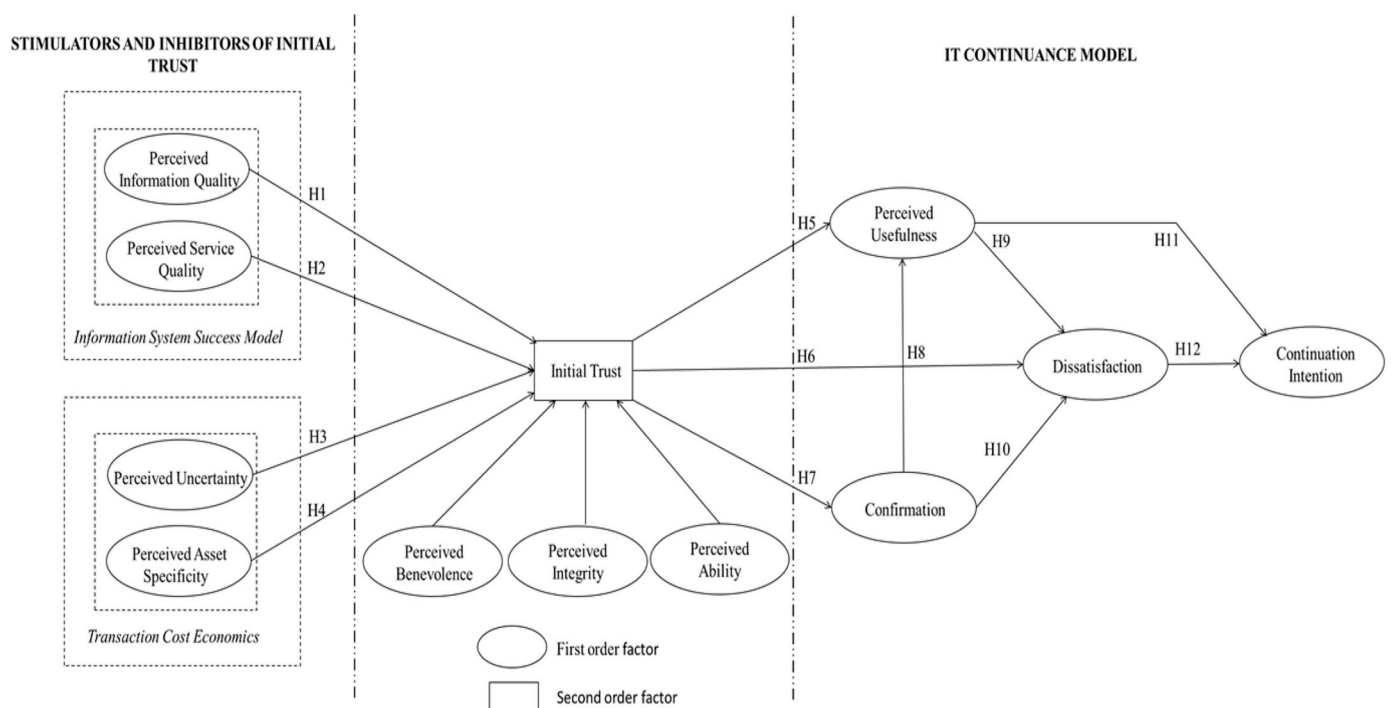 STIMULATORS AND INHIBITORS OF INITIAL
TRUST
IT CONTINUANCE MODEL
Perceived
Information Quality
Perceived Service
Quality
Information System Success Model
Perceived Uncertainty
Perceived Asset
Specificity
Transaction Cost Economics
H1
H2
H3
H4
Initial Trust
Perceived
Benevolence
Perceived
Integrity
Perceived
Ability
H5
H6
H7
Perceived
Usefulness
H8
Confirmation
H9
H10
Dissatisfaction
H11
H12
Continuation
Intention
First order factor
Second order factor